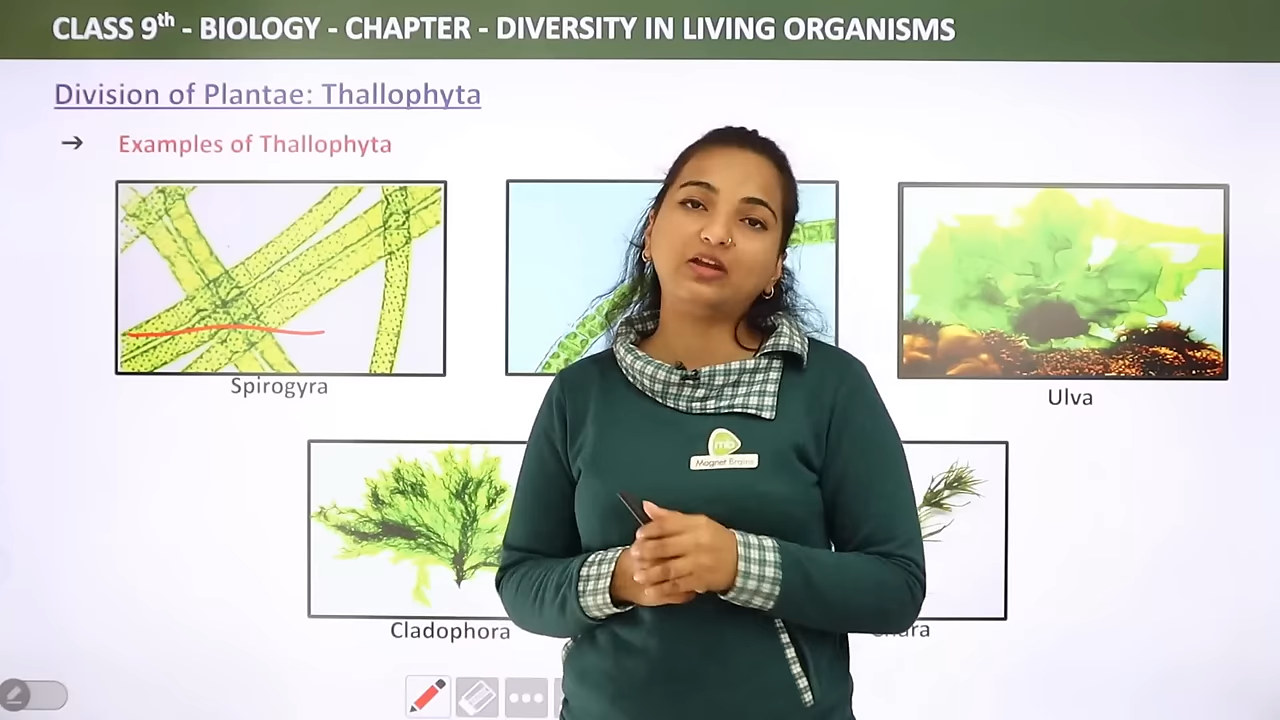 CLASS 9th - BIOLOGY - CHAPTER - DIVERSITY IN LIVING ORGANISMS
Division of Plantae: Thallophyta
→ Examples of Thallophyta
Spirogyra
Ulva
mb
Magnet Brains
Cladophora